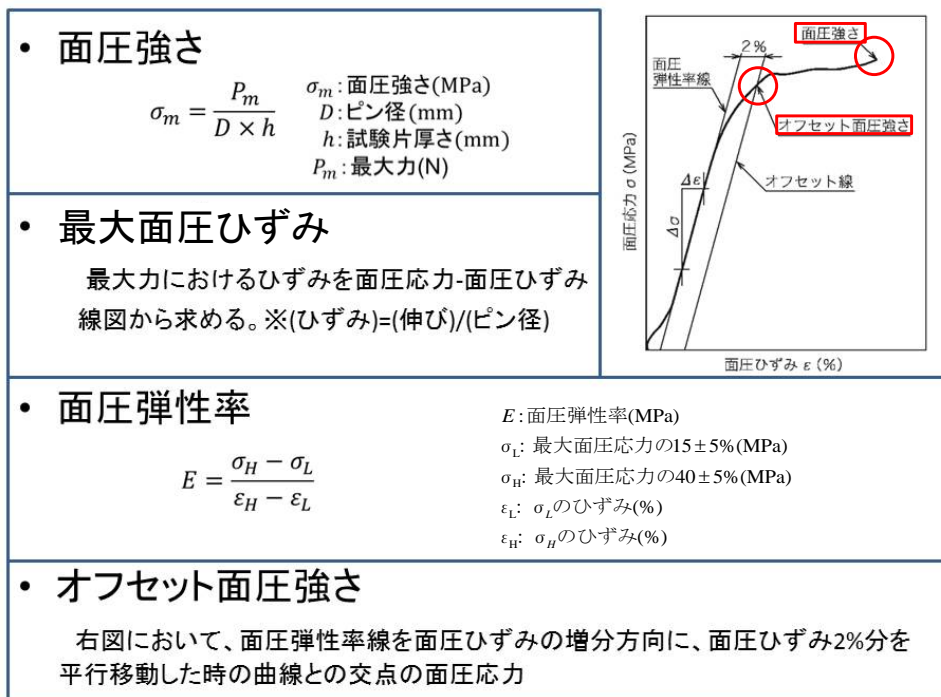 • 面圧強さ
σm = Pm / D × h
σm:面圧強さ(MPa)
D:ピン径(mm)
h:試験片厚さ(mm)
Pm:最大力(N)
面圧強さ
2%
面圧
弾性率線
オフセット面圧強さ
オフセット線
Δε
Δσ
面圧応力 σ (MPa)
面圧ひずみ ε (%)
• 最大面圧ひずみ
最大力におけるひずみを面圧応力-面圧ひずみ
線図から求める。※(ひずみ)=(伸び)/(ピン径)
• 面圧弾性率
E = σH − σL / εH − εL
E:面圧弾性率(MPa)
σL: 最大面圧応力の15±5%(MPa)
σH: 最大面圧応力の40±5%(MPa)
εL: σLのひずみ(%)
εH: σHのひずみ(%)
• オフセット面圧強さ
右図において、面圧弾性率線を面圧ひずみの増分方向に、面圧ひずみ2%分を
平行移動した時の曲線との交点の面圧応力